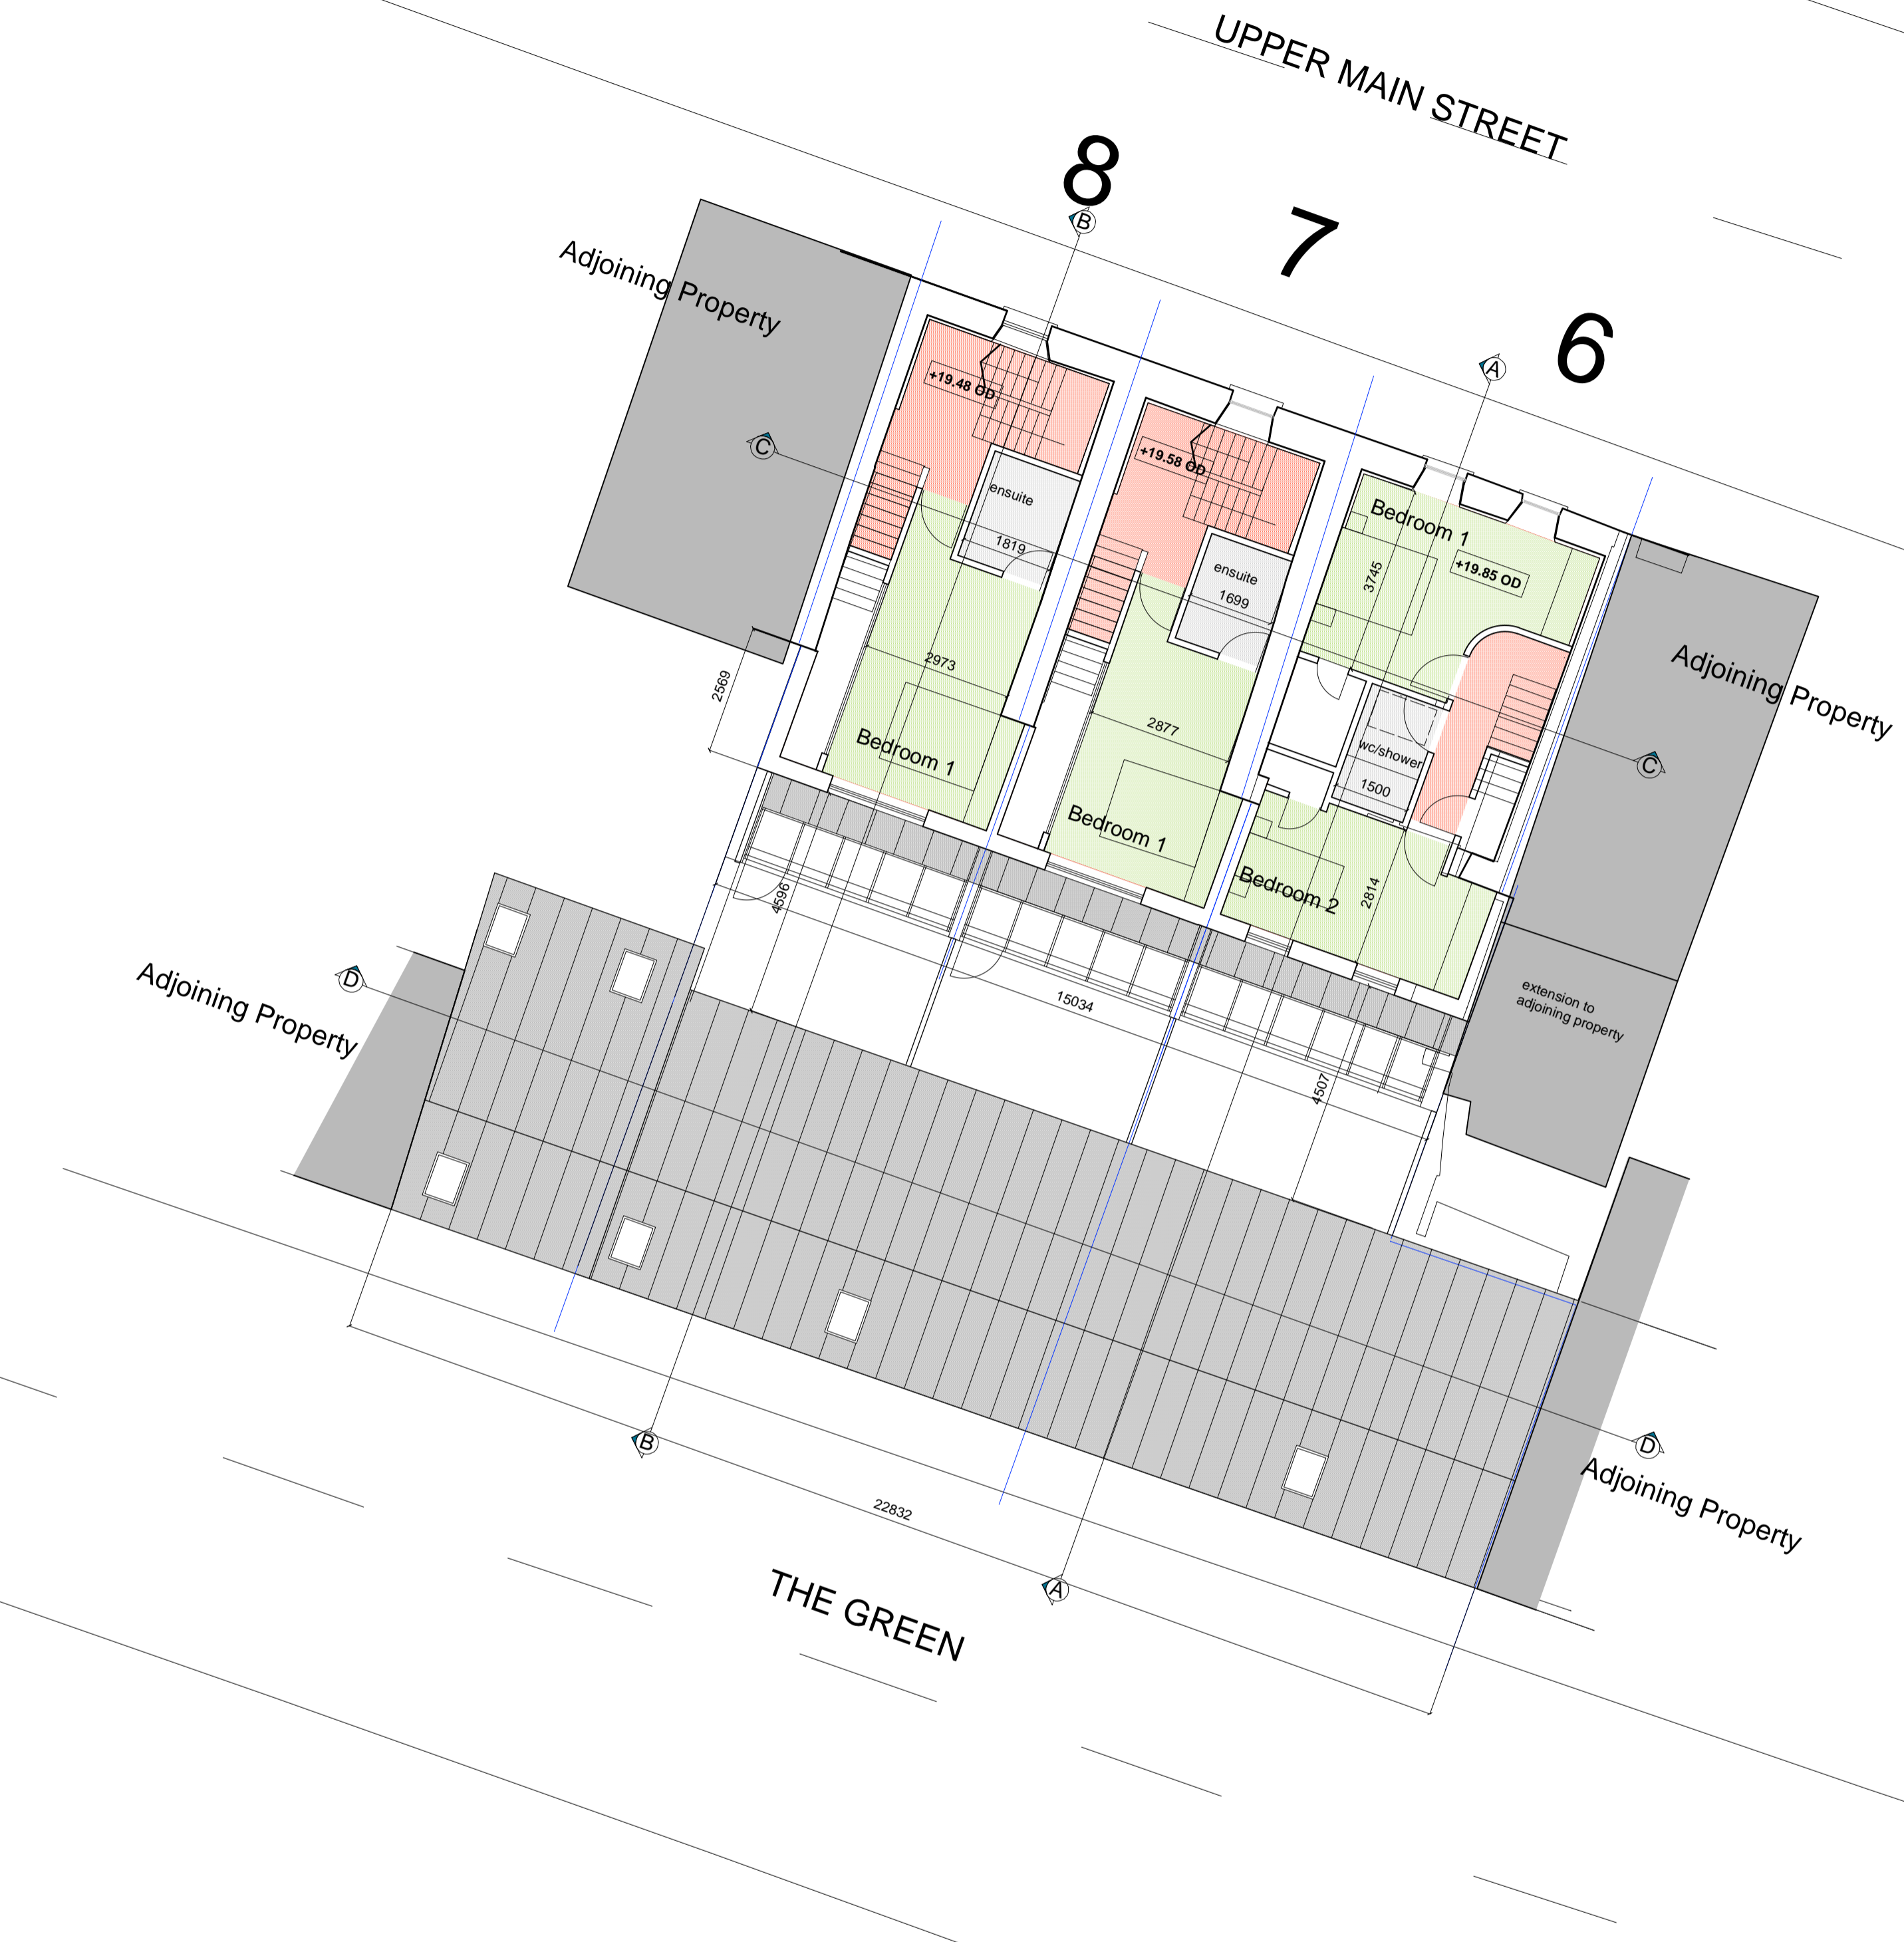 UPPER MAIN STREET
8
B
7
6
A
Adjoining Property
C
+19.48 OD
+19.58 OD
ensuite
1819
ensuite
1699
Bedroom 1
3745
+19.85 OD
Adjoining Property
2569
2973
Bedroom 1
2877
Bedroom 1
wc/shower
1500
C
Bedroom 2
2814
4596
15034
4507
extension to
adjoining property
Adjoining Property
D
B
22832
A
D
Adjoining Property
THE GREEN